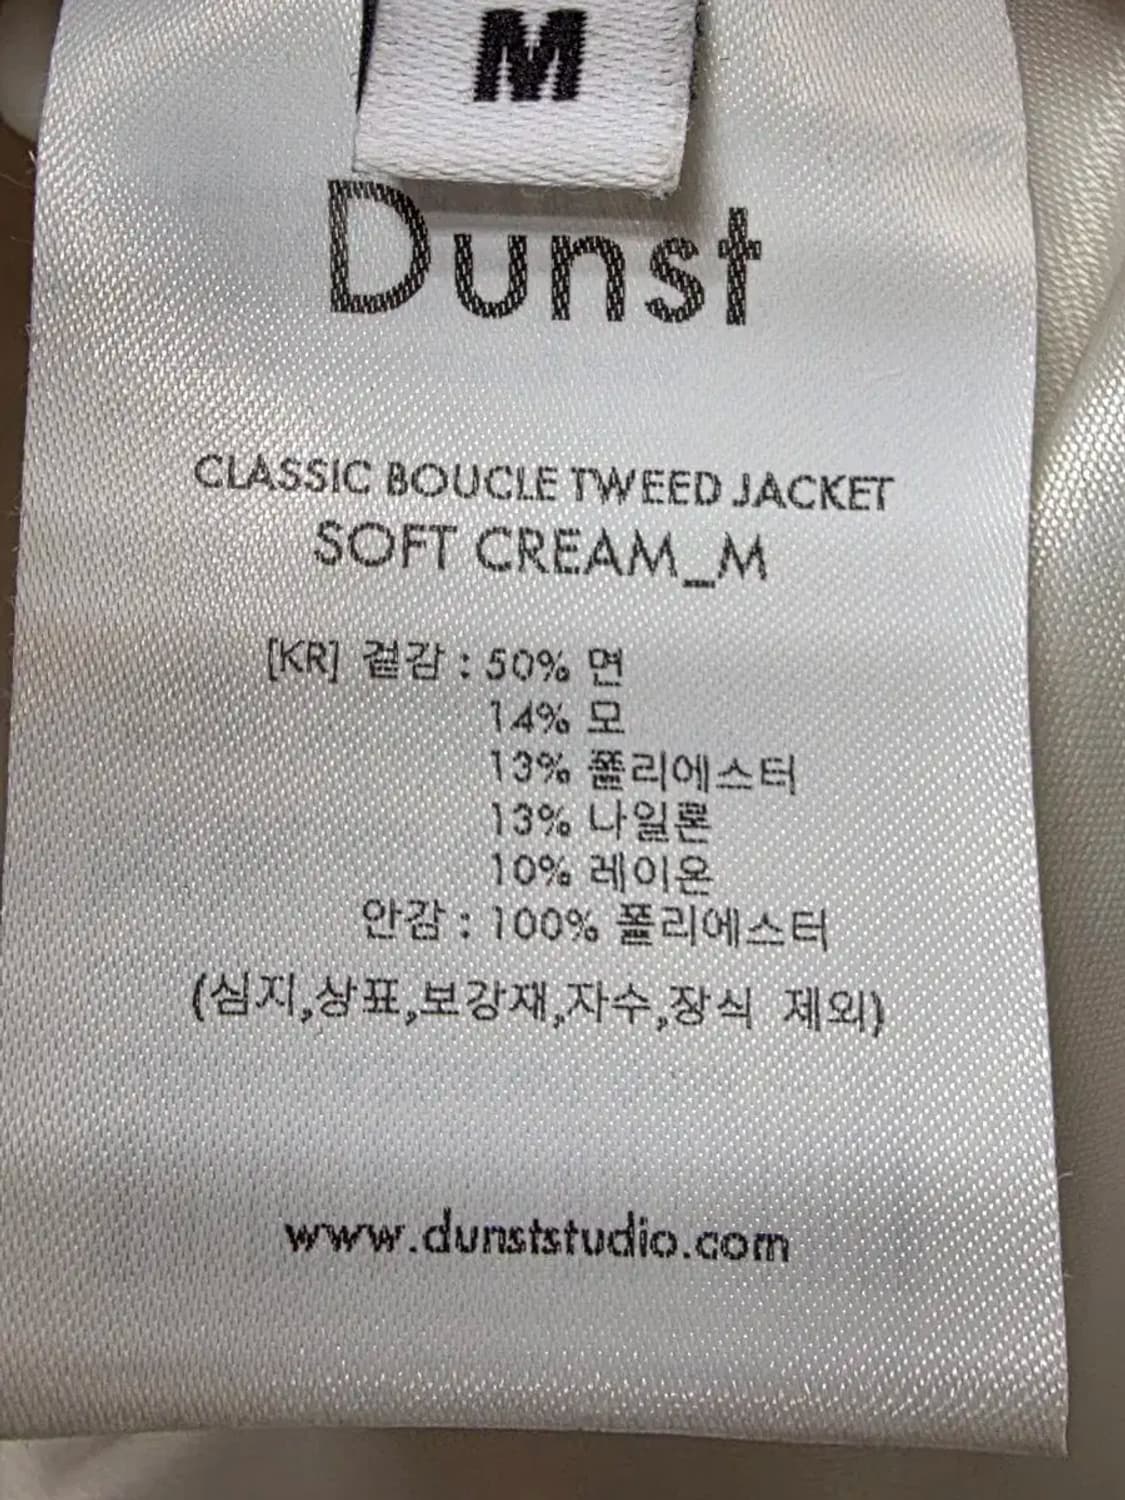 M
Dunst
CLASSIC BOUCLE TWEED JACKET
SOFT CREAM_M
[KR] 겉감 : 50% 면
14% 모
13% 폴리에스터
13% 나일론
10% 레이온
안감 : 100% 폴리에스터
(심지,상표,보강재,자수,장식 제외)
www.dunststudio.com